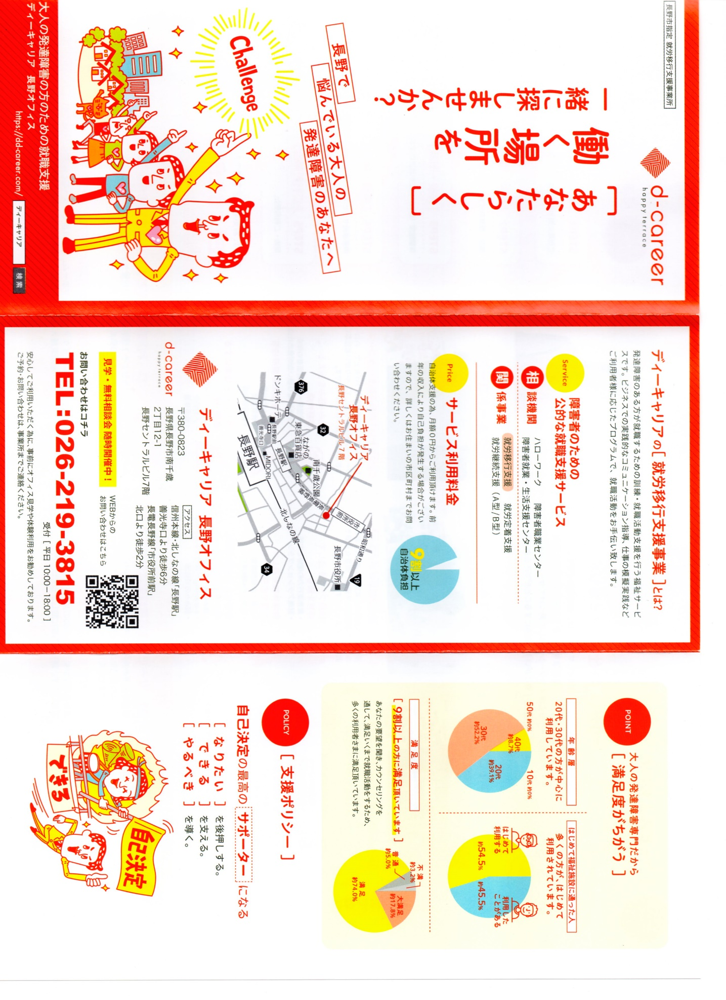 長野市指定 就労移行支援事業所
d-career
happy terrace
[あなたらしく]
働く場所を
一緒に探しませんか?
長野で
悩んでいる大人の
発達障害のあなたへ
Challenge
大人の発達障害の方のための就職支援
ディーキャリア 長野オフィス
https://dd-career.com/
ディーキャリア
検索
ディーキャリアの[ 就労移行支援事業 ]とは?
発達障害のある方が就職するための訓練・就職活動支援を行う福祉サービ
スです。ビジネスでの実践的なコミュニケーション指導、仕事の模擬実践など
ご利用者様に応じたプログラムで、就職活動をお手伝い致します。
Service
障害者のための
公的な就職支援サービス
相談機関
ハローワーク 障害者職業センター
障害者就業・生活支援センター
関係事業
就労移行支援 就労定着支援
就労継続支援(A型/B型)
Price
サービス利用料金
自治体支援の為、月額0円からご利用頂けます。前
年の収入により自己負担が発生する場合がござい
ますので、詳しくはお住まいの市区町村までお問
い合わせください。
9割以上
自治体負担
ディーキャリア
長野オフィス
長野セントラルビル 7階
市役所前
昭和通り
19
長野市役所
32
南千歳公園
長野電鉄長野線
ながの
東急百貨店
376
長野駅
長野駅前
善光寺口
MIDORI
ドンキホーテ
長野駅
北しなの線
34
d-career
happy terrace
ディーキャリア 長野オフィス
〒380-0823
長野県長野市南千歳
2丁目12-1
長野セントラルビル7階
アクセス
信州本線・北しなの線「長野駅」
善光寺口より徒歩6分
長電長野線「市役所前駅」
北口より徒歩2分
見学・無料相談会 随時開催中!
WEBからの
お問い合わせはこちら
お問い合わせはコチラ
TEL:026-219-3815
受付 [ 平日 10:00–18:00 ]
安心してご利用いただく為に、事前にオフィス見学や体験利用をお勧めしております。
ご予約・お問い合わせは、事業所までご連絡ください。
POINT
大人の発達障害専門だから
[ 満足度がちがう ]
年齢層
20代・30代の方が中心に
利用しています。
50代 約0%
10代 約0%
40代
約8.7%
30代
約52.2%
20代
約39.1%
はじめて福祉施設に通った人
多くの方が、はじめて
利用されています。
はじめて
利用する
約54.5%
利用した
ことがある
約45.5%
満足度
[ 9割以上の方に満足頂いています ]
あなたの要望を聞き、カウンセリングを
通して、満足いくまで就職活動をするため、
多くの利用者さまに満足頂いています。
不満
約3.2%
普通
約5.0%
大満足
約17.8%
満足
約74.0%
POLICY
[ 支援ポリシー ]
自己決定の最高の サポーター になる
[ なりたい ] を後押しする。
[ できる ] を支える。
[ やるべき ] を導く。
できる
自己決定